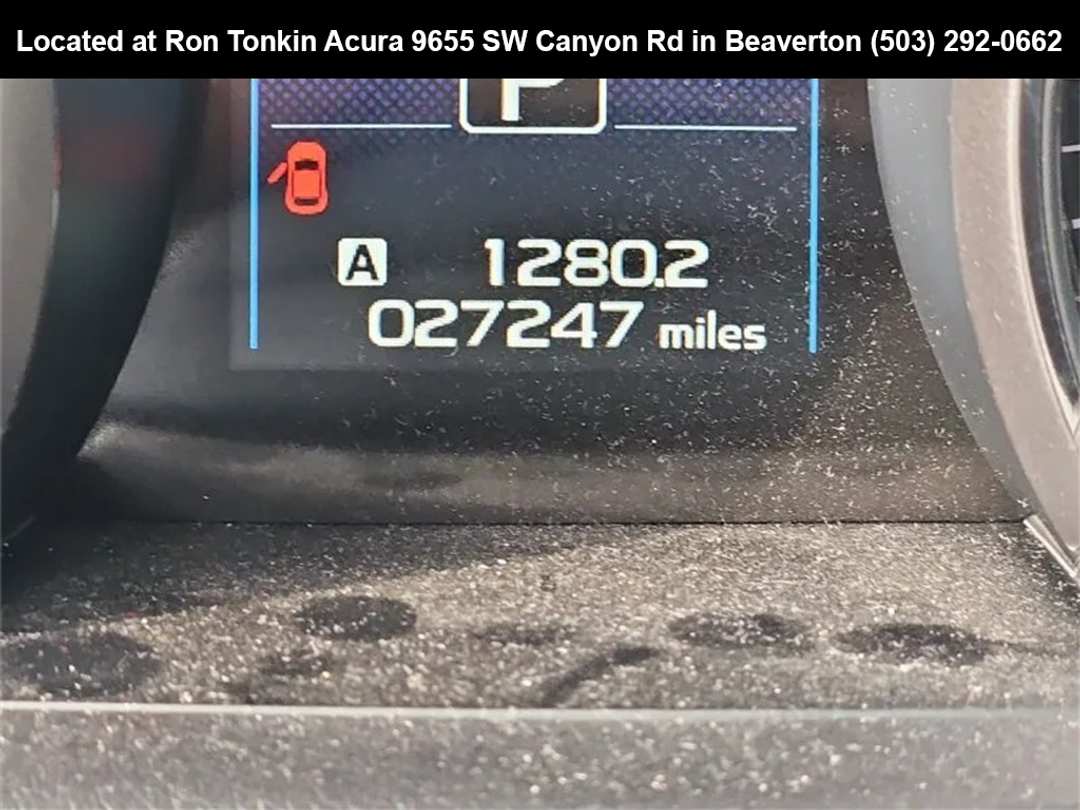 Located at Ron Tonkin Acura 9655 SW Canyon Rd in Beaverton (503) 292-0662
P
A 1280.2
027247 miles